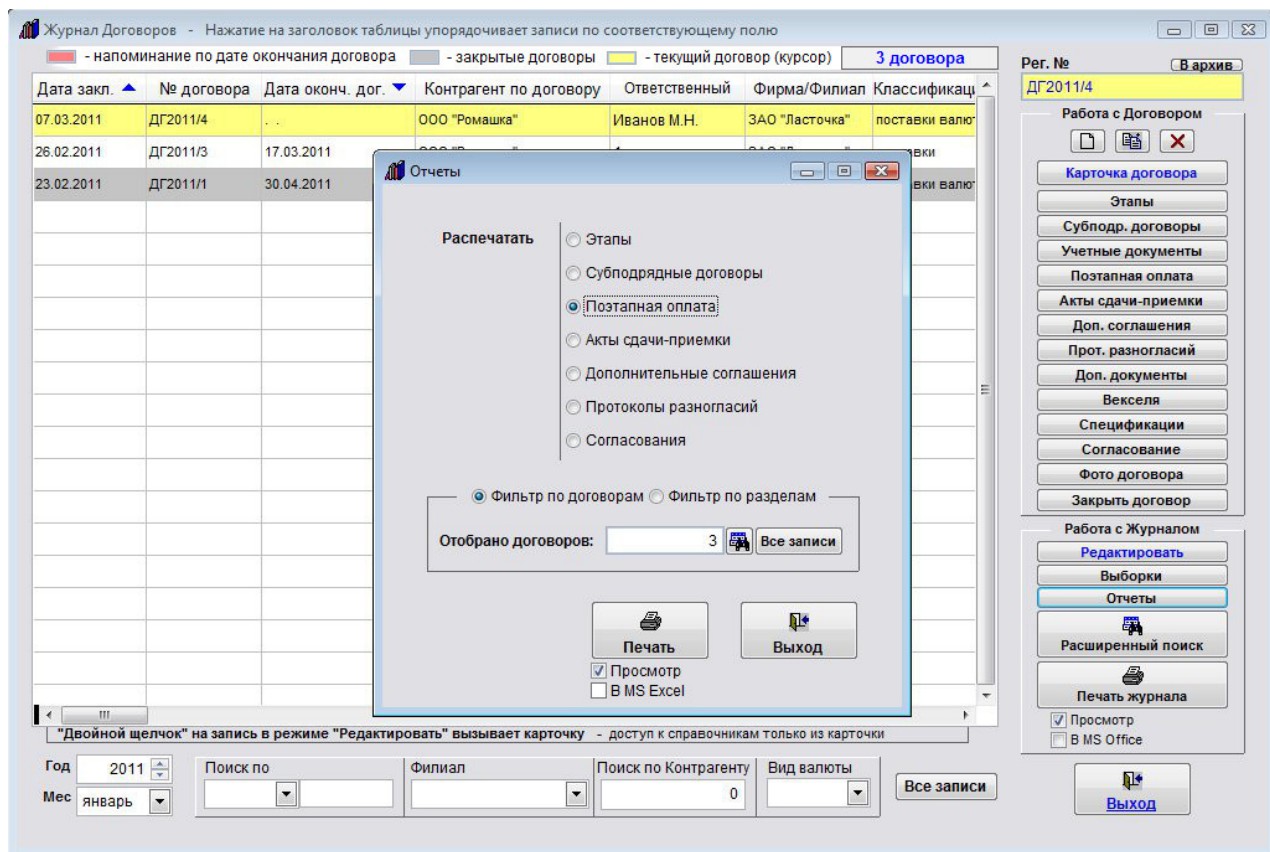 Журнал Договоров - Нажатие на заголовок таблицы упорядочивает записи по соответствующему полю
- напоминание по дате окончания договора - закрытые договоры - текущий договор (курсор) 3 договора
Дата закл. № договора Дата оконч. дог. Контрагент по договору Ответственный Фирма/Филиал Классификаци
07.03.2011 ДГ2011/4 . . ООО "Ромашка" Иванов М.Н. ЗАО "Ласточка" поставки валют
26.02.2011 ДГ2011/3 17.03.2011
23.02.2011 ДГ2011/1 30.04.2011
Отчеты
Распечатать
Этапы
Субподрядные договоры
Поэтапная оплата
Акты сдачи-приемки
Дополнительные соглашения
Протоколы разногласий
Согласования
Фильтр по договорам Фильтр по разделам
Отобрано договоров: 3 Все записи
Печать Выход
Просмотр
В MS Excel
"Двойной щелчок" на запись в режиме "Редактировать" вызывает карточку - доступ к справочникам только из карточки
Год 2011 Поиск по Филиал Поиск по Контрагенту Вид валюты
Мес январь 0 Все записи
Рег. № В архив
ДГ2011/4
Работа с Договором
Карточка договора
Этапы
Субподр. договоры
Учетные документы
Поэтапная оплата
Акты сдачи-приемки
Доп. соглашения
Прот. разногласий
Доп. документы
Векселя
Спецификации
Согласование
Фото договора
Закрыть договор
Работа с Журналом
Редактировать
Выборки
Отчеты
Расширенный поиск
Печать журнала
Просмотр
В MS Office
Выход